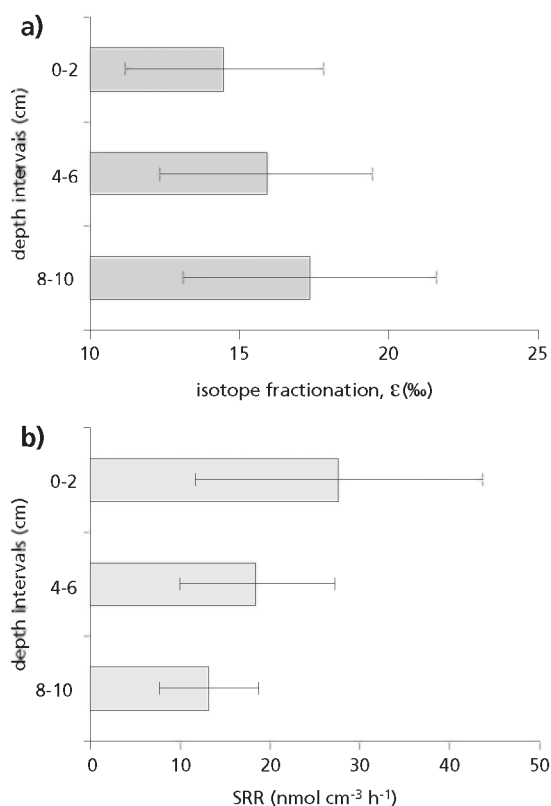 a)
depth intervals (cm)
0-2
4-6
8-10
10 15 20 25
isotope fractionation, ε(‰)
b)
depth intervals (cm)
0-2
4-6
8-10
0 10 20 30 40 50
SRR (nmol cm⁻³ h⁻¹)